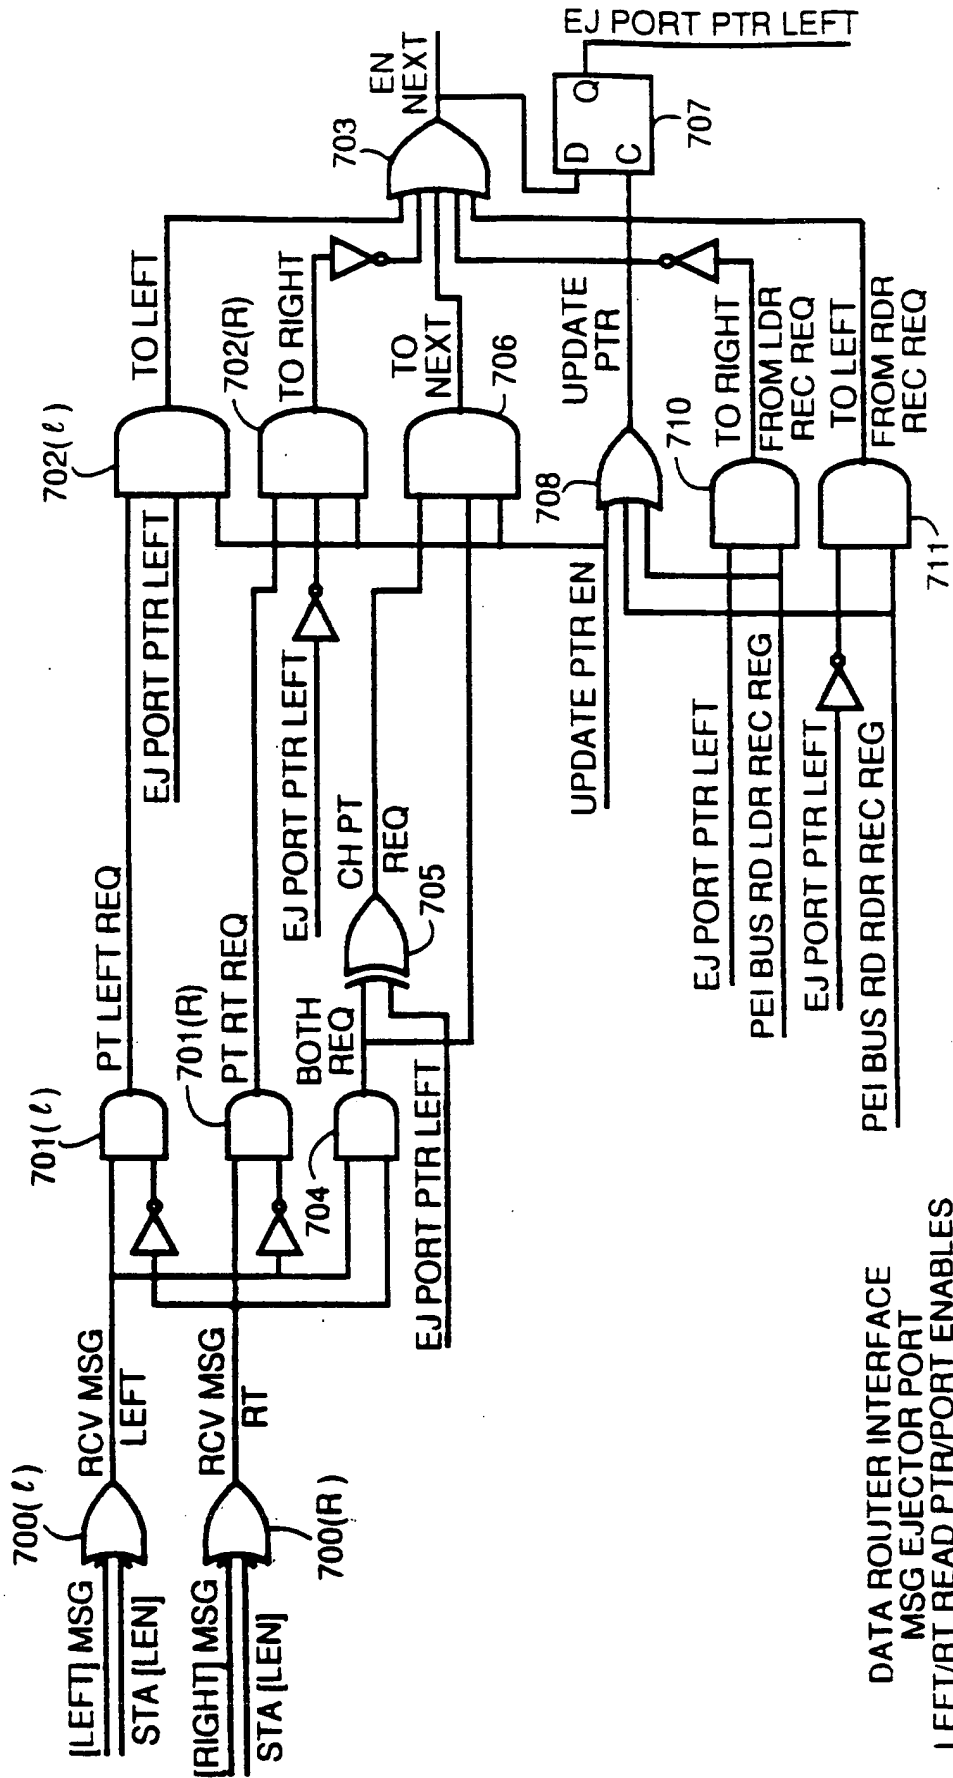 700(ℓ)
[LEFT] MSG
STA [LEN]
RCV MSG
LEFT
[RIGHT] MSG
STA [LEN]
700(R)
RCV MSG
RT
701(ℓ)
PT LEFT REQ
701(R)
PT RT REQ
704
BOTH
REQ
EJ PORT PTR LEFT
CH PT
REQ
705
702(ℓ)
EJ PORT PTR LEFT
TO LEFT
702(R)
EJ PORT PTR LEFT
TO RIGHT
TO
NEXT
706
703
EN
NEXT
UPDATE PTR EN
708
UPDATE
PTR
D
Q
C
707
EJ PORT PTR LEFT
EJ PORT PTR LEFT
PEI BUS RD LDR REC REG
710
TO RIGHT
FROM LDR
REC REQ
EJ PORT PTR LEFT
PEI BUS RD RDR REC REG
711
TO LEFT
FROM RDR
REC REQ
DATA ROUTER INTERFACE
MSG EJECTOR PORT
LEFT/RT READ PTR/PORT ENABLES